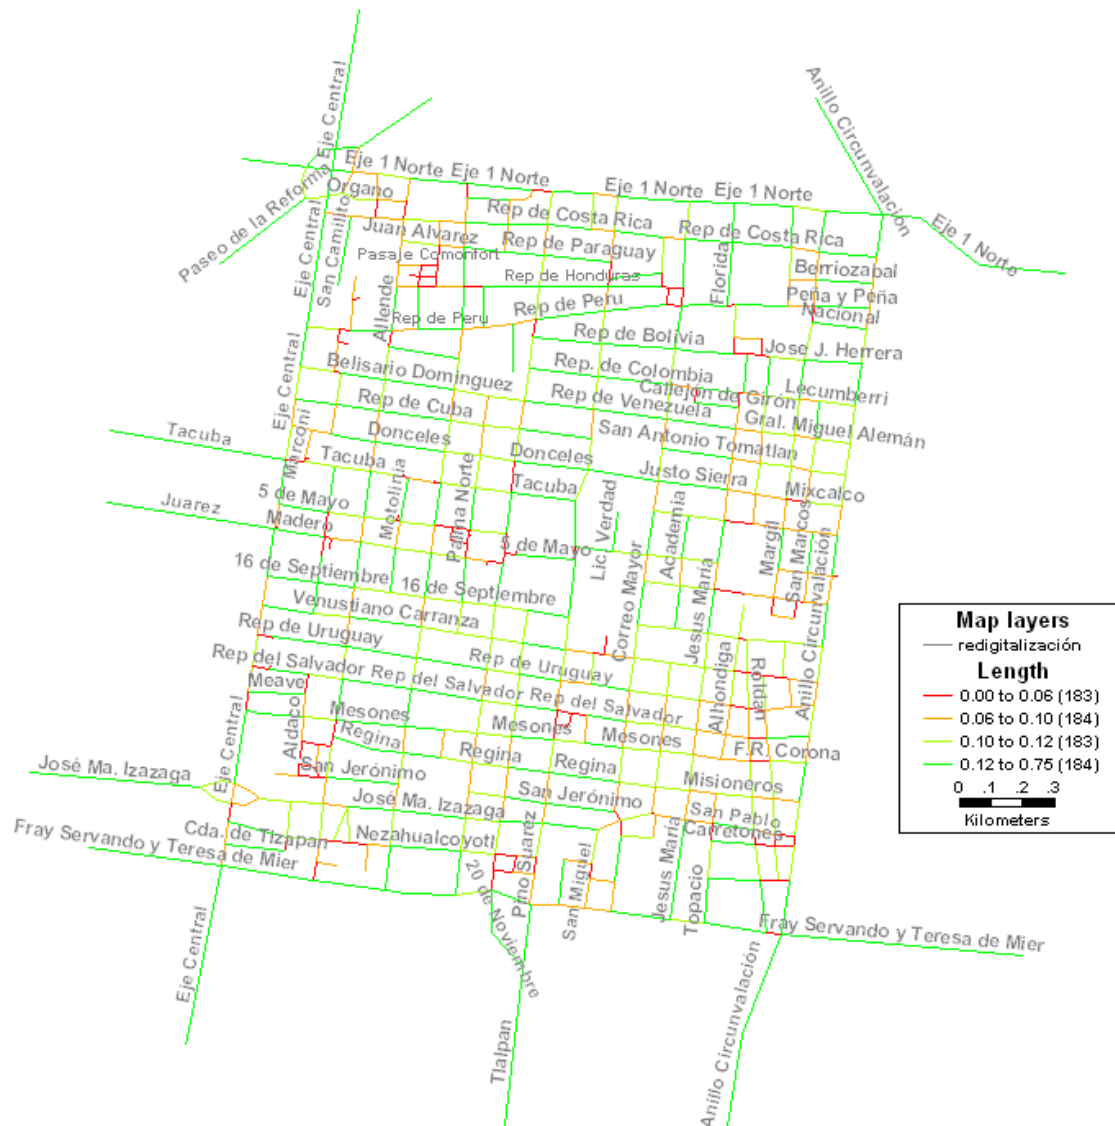 Eje Central
Anillo Circunvalación
Eje 1 Norte
Eje 1 Norte
Eje 1 Norte
Eje 1 Norte
Eje 1 Norte
Paseo de la Reforma
Organo
Rep de Costa Rica
Rep de Costa Rica
Eje Central
San Camilito
Juan Alvarez
Rep de Paraguay
Pasaje Comonfort
Rep de Honduras
Florida
Berriozabal
Peña y Peña
Nacional
Allende
Rep de Peru
Rep de Peru
Rep de Bolivia
José J. Herrera
Eje Central
Belisario Dominguez
Rep. de Colombia
Callejon de Girón
Lecumberri
Rep de Cuba
Rep de Venezuela
Gral. Miguel Alemán
Marconi
Tacuba
Donceles
Donceles
San Antonio Tomatlan
Tacuba
Tacuba
Justo Sierra
Mixcalco
Motolinia
Palma Norte
Juarez
5 de Mayo
Madero
5 de Mayo
Lic. Verdad
Correo Mayor
Academia
Jesus Maria
Margil
San Marcos
Anillo Circunvalación
16 de Septiembre
16 de Septiembre
Venustiano Carranza
Rep de Uruguay
Rep de Uruguay
Rep del Salvador
Rep del Salvador
Rep del Salvador
Alhondiga
Roldan
Meave
Aldaco
Mesones
Mesones
Mesones
F.R. Corona
Regina
Regina
Regina
Misioneros
Eje Central
José Ma. Izazaga
San Jerónimo
San Jerónimo
José Ma. Izazaga
San Pablo
Carretones
Fray Servando y Teresa de Mier
Cda. de Tlzapan
Nezahualcoyotl
20 de Noviembre
Pino Suarez
San Miguel
Jesus Maria
Topacio
Fray Servando y Teresa de Mier
Eje Central
Tlalpan
Anillo Circunvalación
Map layers
redigitalización
Length
0.00 to 0.06 (183)
0.06 to 0.10 (184)
0.10 to 0.12 (183)
0.12 to 0.75 (184)
0 .1 .2 .3
Kilometers